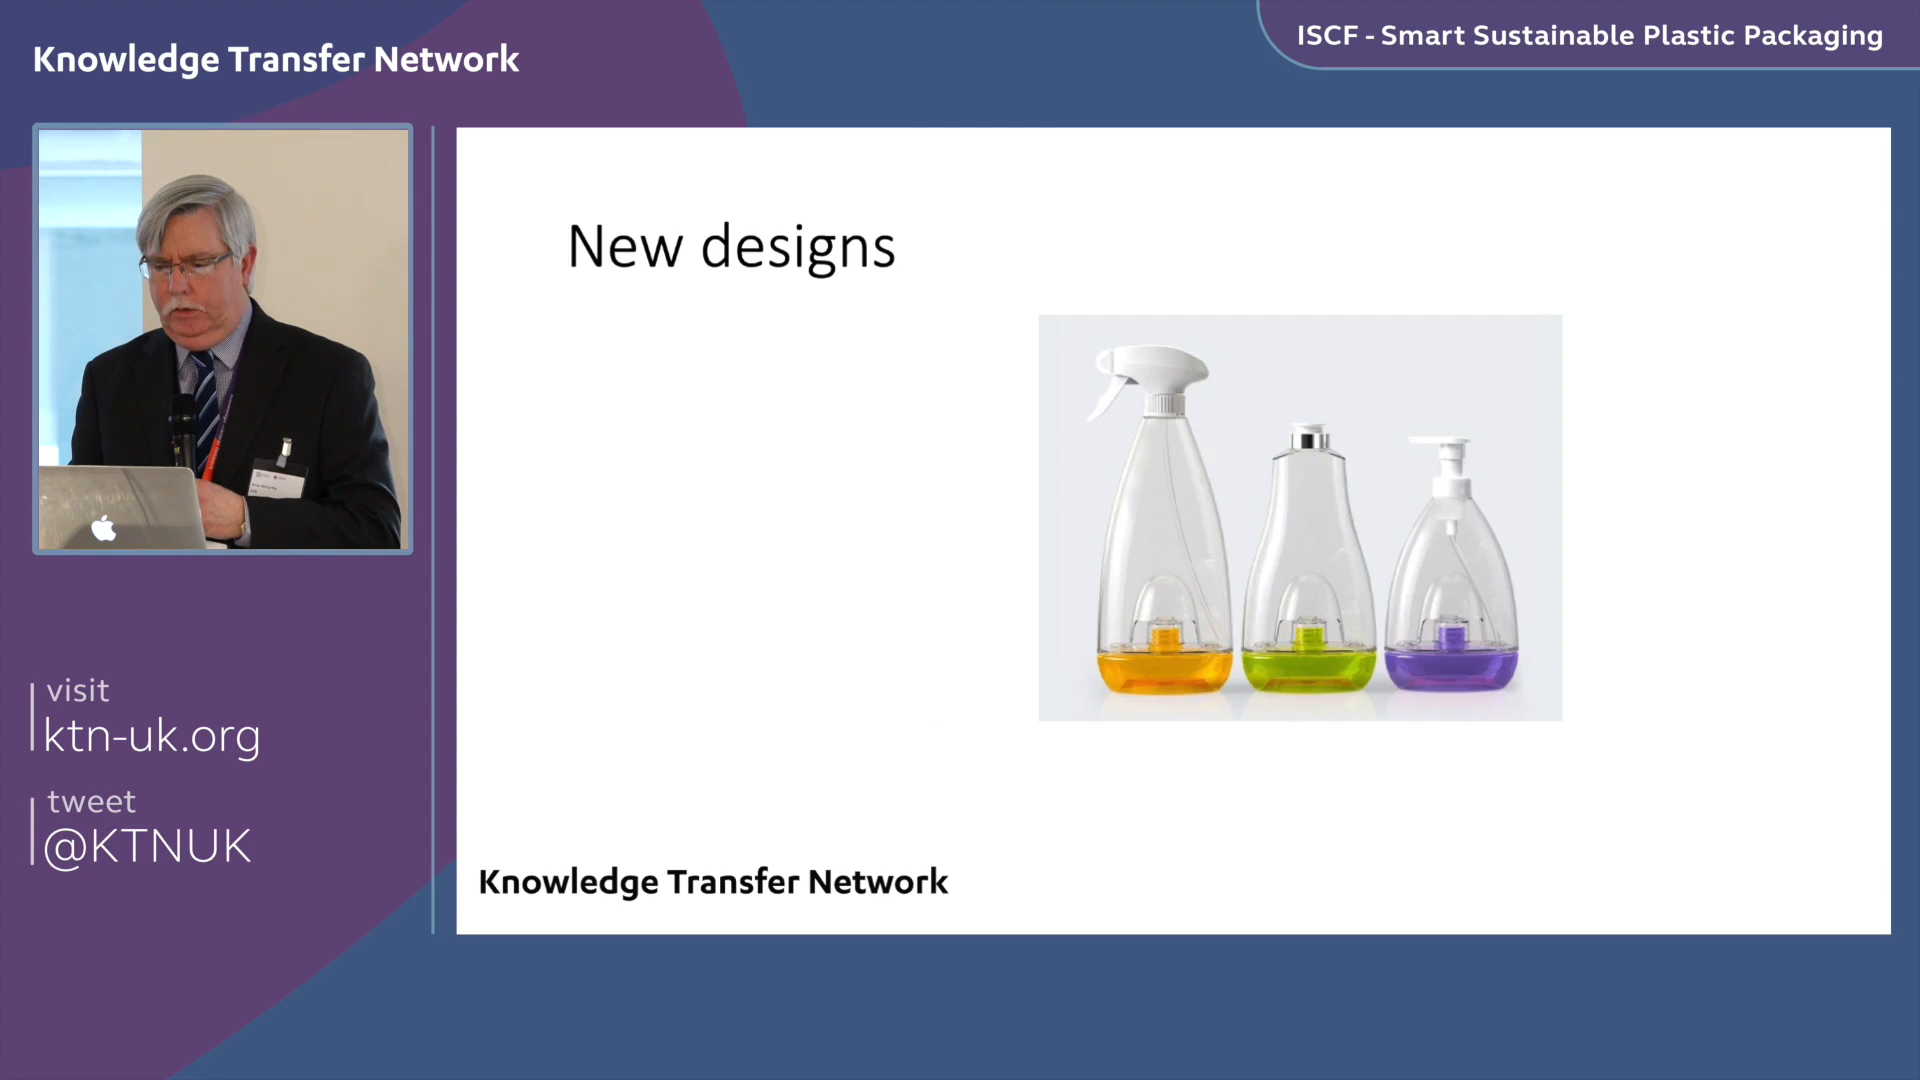 Knowledge Transfer Network
ISCF - Smart Sustainable Plastic Packaging
New designs
visit
ktn-uk.org
tweet
@KTNUK
Knowledge Transfer Network